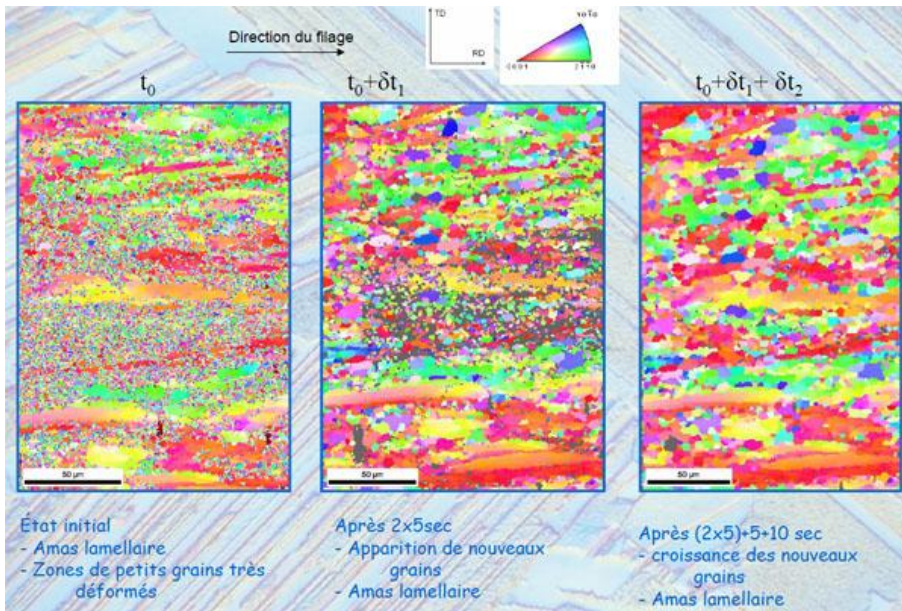 Direction du filage
TD
RD
0001
2110
t0
t0+δt1
t0+δt1+ δt2
50 µm
50 µm
50 µm
État initial
- Amas lamellaire
- Zones de petits grains très
déformés
Après 2x5sec
- Apparition de nouveaux
grains
- Amas lamellaire
Après (2x5)+5+10 sec
- croissance des nouveaux
grains
- Amas lamellaire